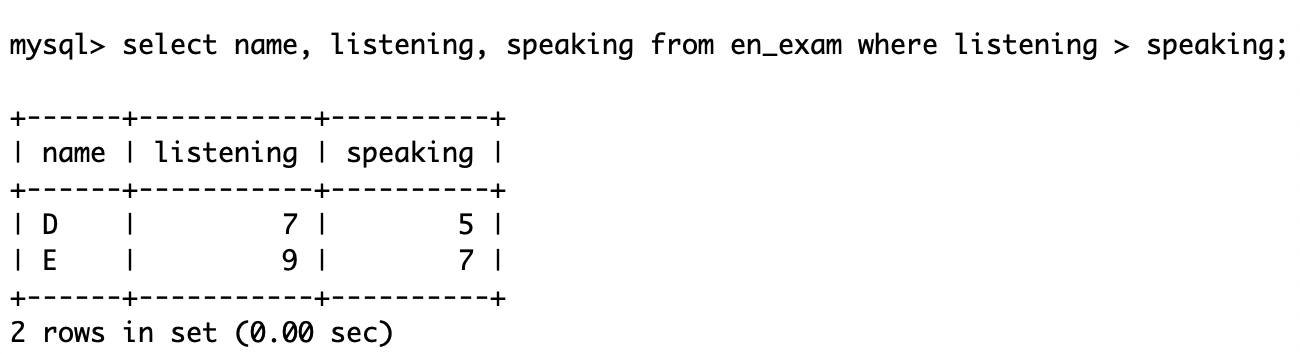 mysql> select name, listening, speaking from en_exam where listening > speaking;
+------+-----------+----------+
| name | listening | speaking |
+------+-----------+----------+
| D    |         7 |        5 |
| E    |         9 |        7 |
+------+-----------+----------+
2 rows in set (0.00 sec)